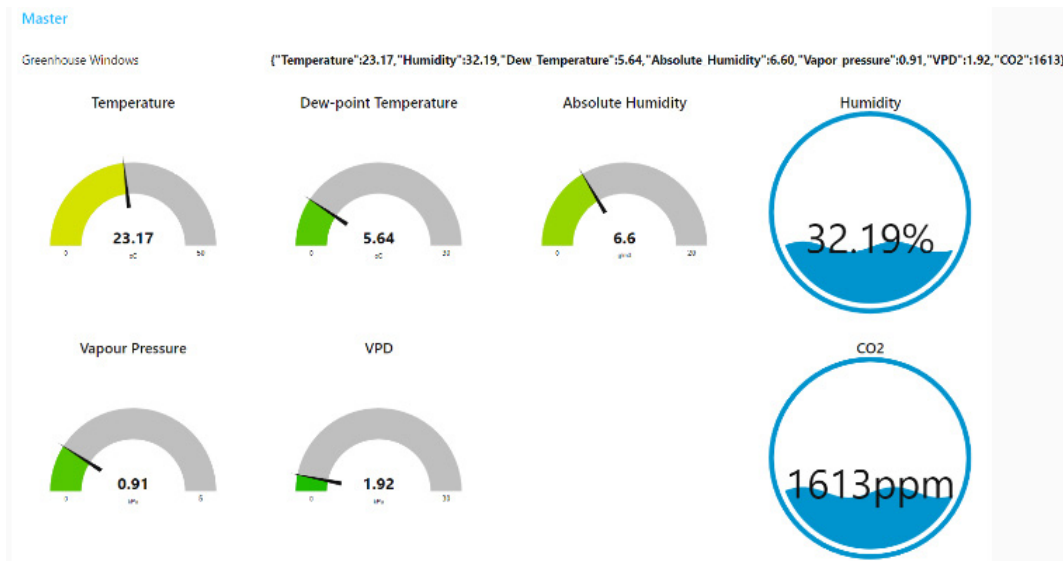 Master
Greenhouse Windows {"Temperature":23.17,"Humidity":32.19,"Dew Temperature":5.64,"Absolute Humidity":6.60,"Vapor pressure":0.91,"VPD":1.92,"CO2":1613}
Temperature Dew-point Temperature Absolute Humidity Humidity
23.17 5.64 6.6 32.19%
0 50 0 0 20
Vapour Pressure VPD CO2
0.91 1.92 1613ppm
0 0